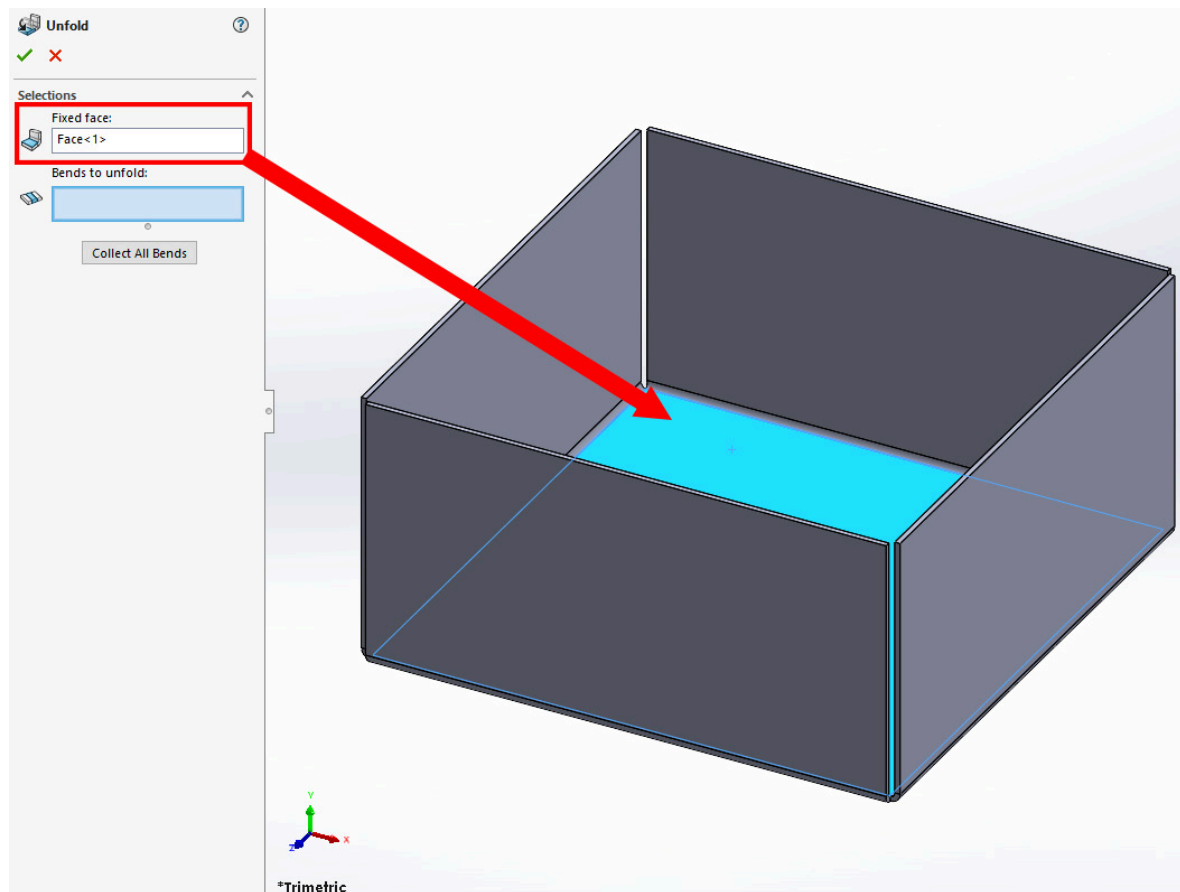 Unfold
Selections
Fixed face:
Face<1>
Bends to unfold:
Collect All Bends
Y
X
Z
*Trimetric